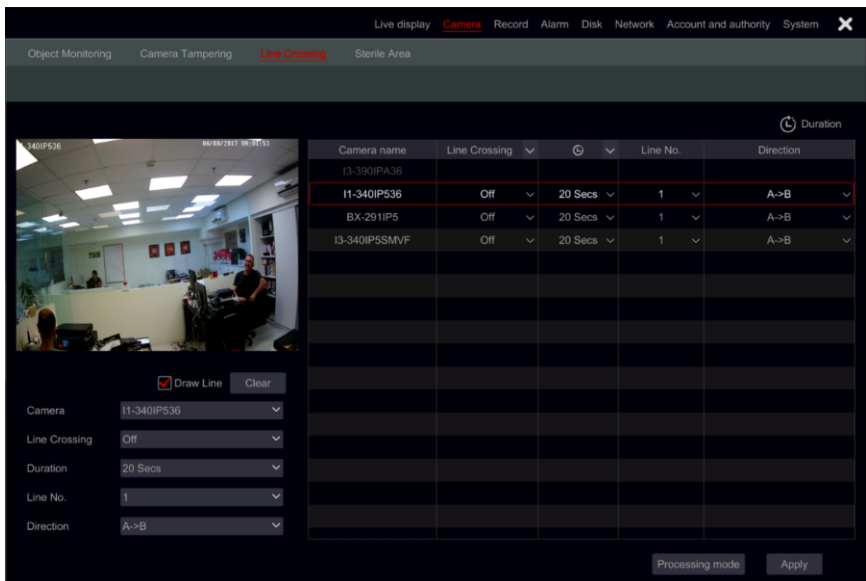 Live display Camera Record Alarm Disk Network Account and authority System
Object Monitoring Camera Tampering Line Crossing Sterile Area
Duration
340IP536 06/08/2017
Camera name Line Crossing Line No. Direction
I3-390IPA36
I1-340IP536 Off 20 Secs 1 A->B
BX-291IP5 Off 20 Secs 1 A->B
I3-340IP5SMVF Off 20 Secs 1 A->B
Draw Line Clear
Camera I1-340IP536
Line Crossing Off
Duration 20 Secs
Line No. 1
Direction A->B
Processing mode Apply